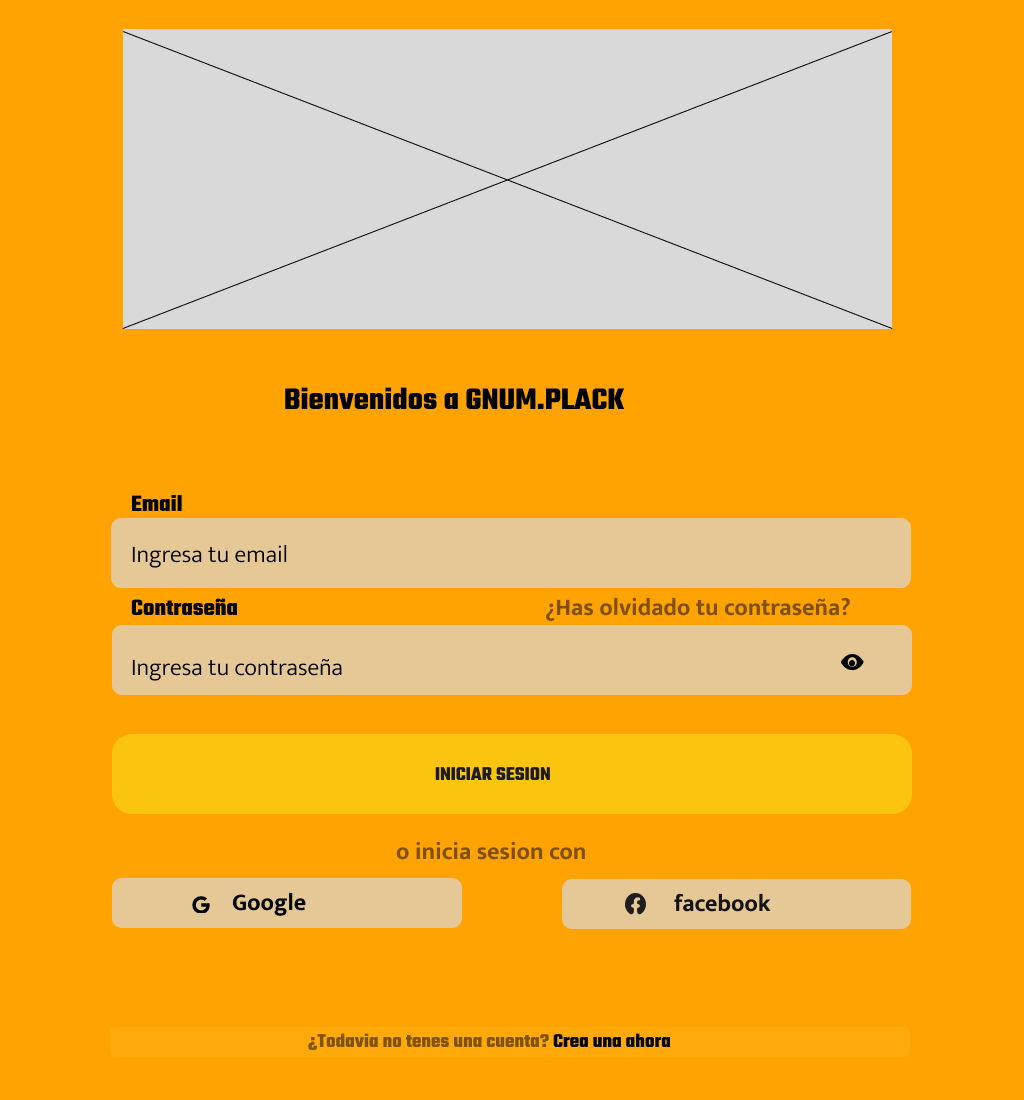 Bienvenidos a GNUM.PLACK
Email
Ingresa tu email
Contraseña ¿Has olvidado tu contraseña?
Ingresa tu contraseña
INICIAR SESION
o inicia sesion con
Google facebook
¿Todavia no tenes una cuenta? Crea una ahora